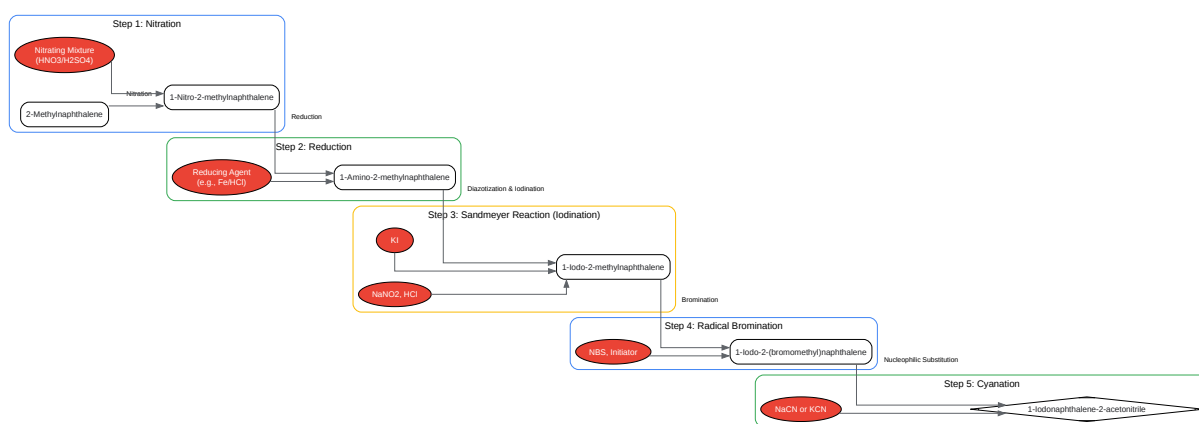 Step 1: Nitration
Nitrating Mixture
(HNO3/H2SO4)
Nitration
1-Nitro-2-methylnaphthalene
2-Methylnaphthalene
Reduction
Step 2: Reduction
Reducing Agent
(e.g., Fe/HCl)
1-Amino-2-methylnaphthalene
Diazotization & Iodination
Step 3: Sandmeyer Reaction (Iodination)
KI
1-Iodo-2-methylnaphthalene
NaNO2, HCl
Bromination
Step 4: Radical Bromination
NBS, Initiator
1-Iodo-2-(bromomethyl)naphthalene
Nucleophilic Substitution
Step 5: Cyanation
NaCN or KCN
1-Iodonaphthalene-2-acetonitrile